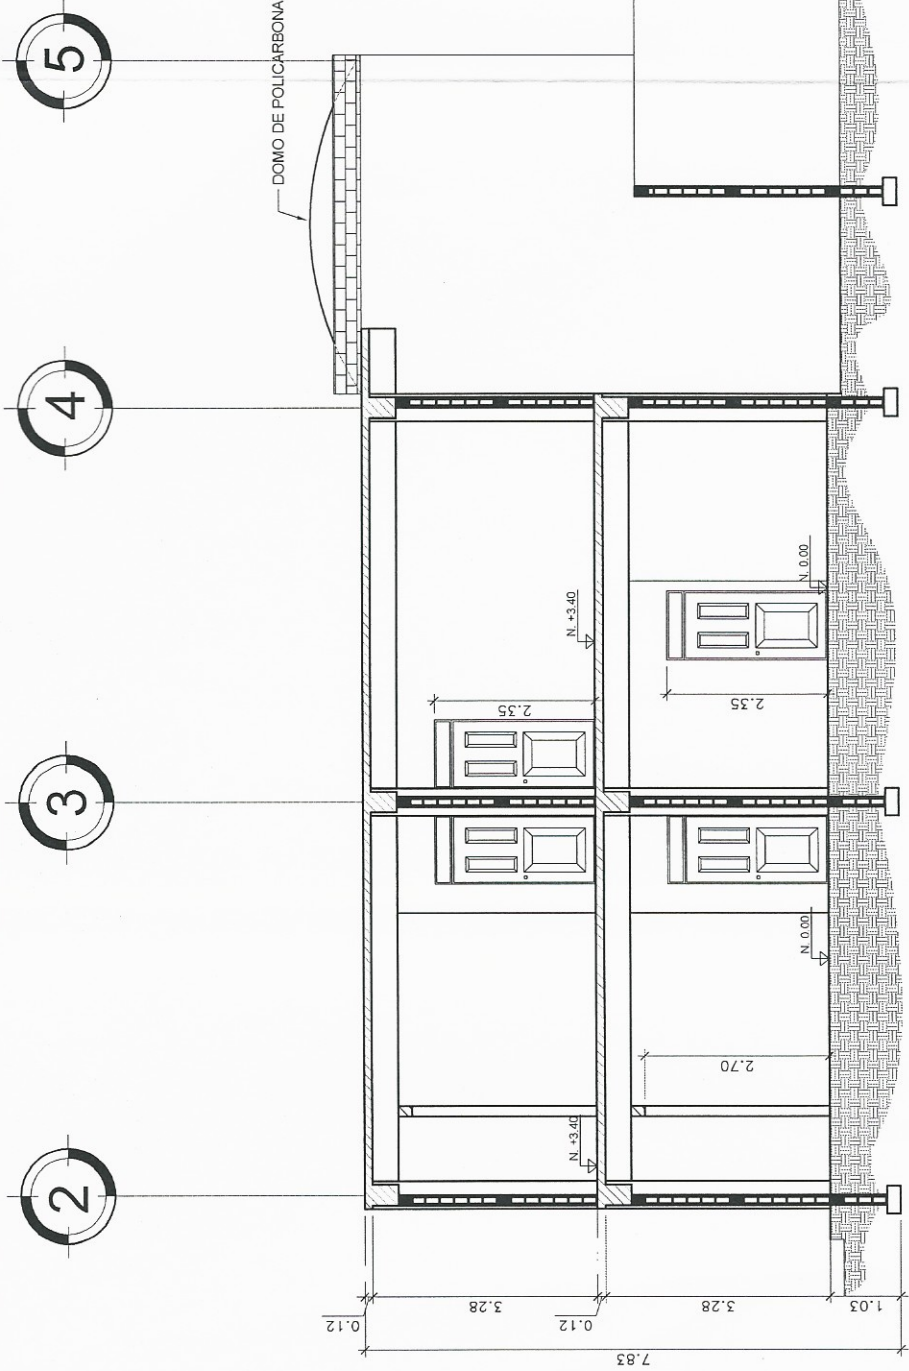 5
4
3
2
DOMO DE POLICARBONA
N. +3.40
N. 0.00
2.35
2.35
N. 0.00
2.70
N. +3.40
0.12
3.28
0.12
3.28
1.03
7.83